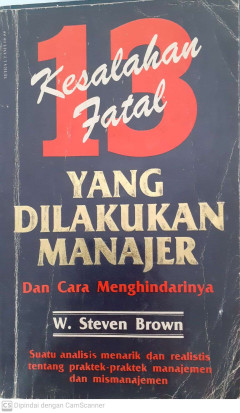 13
Kesalahan
Fatal
YANG
DILAKUKAN
MANAJER
Dan Cara Menghindarinya
W. Steven Brown
Suatu analisis menarik dan realistis
tentang praktek-praktek manajemen
dan mismanajemen
CS Dipindai dengan CamScanner